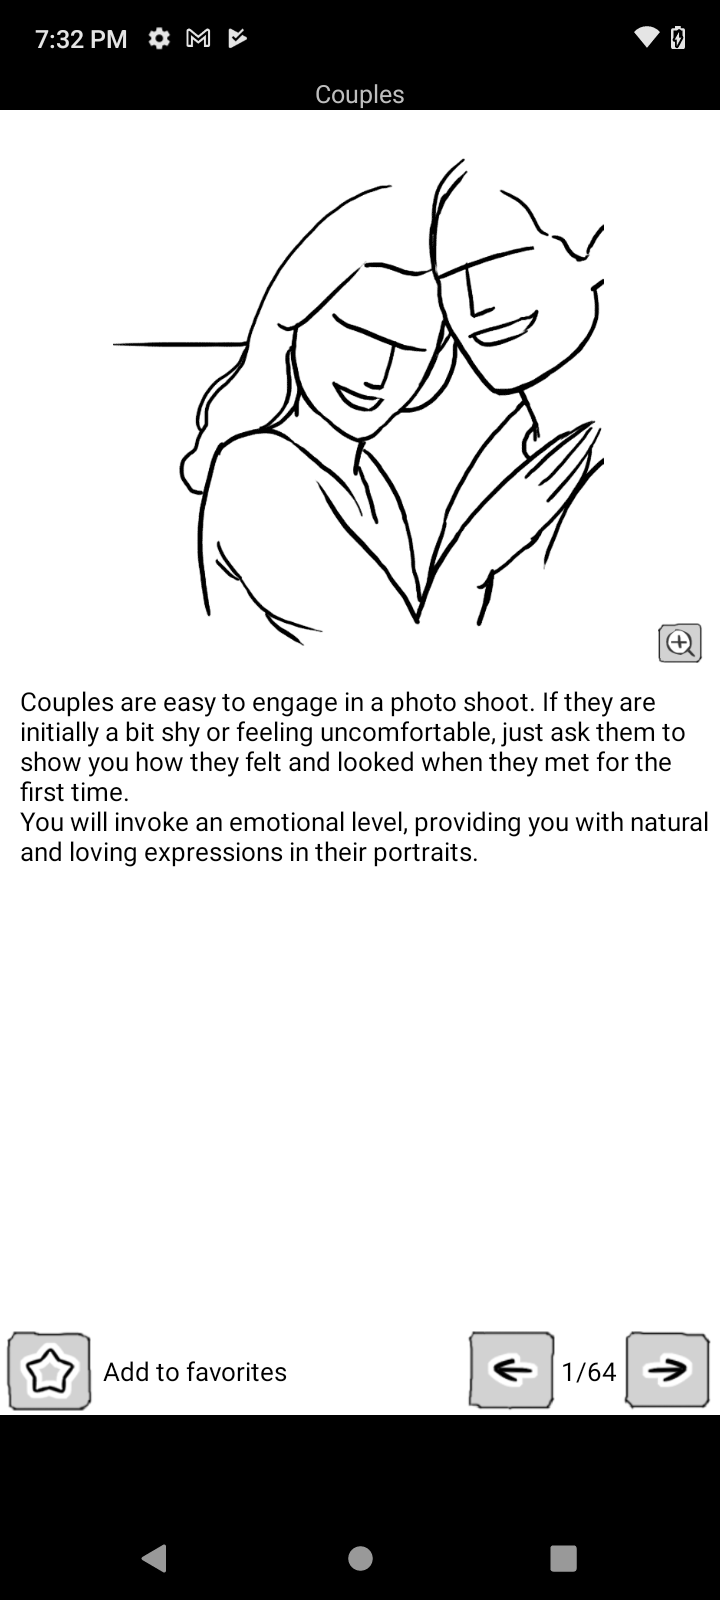 7:32 PM
Couples
Couples are easy to engage in a photo shoot. If they are
initially a bit shy or feeling uncomfortable, just ask them to
show you how they felt and looked when they met for the
first time.
You will invoke an emotional level, providing you with natural
and loving expressions in their portraits.
Add to favorites
1/64